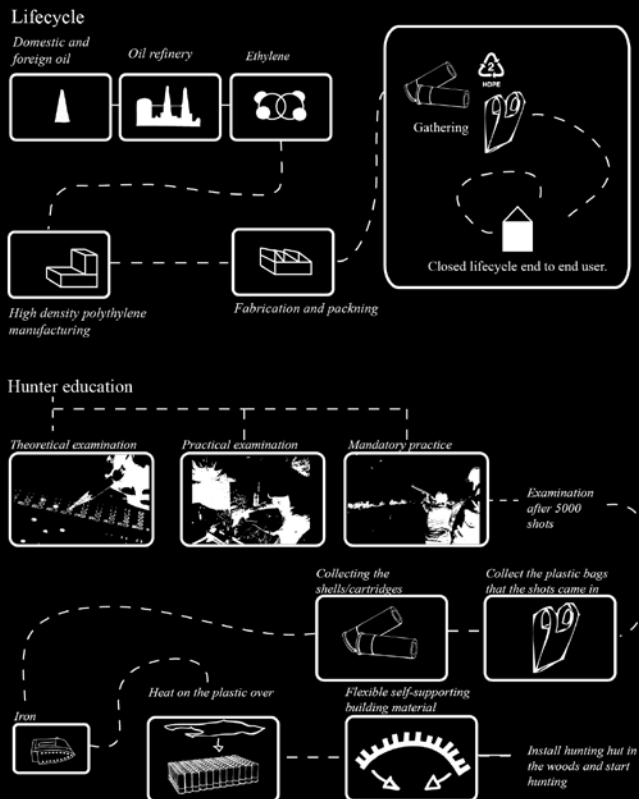 Lifecycle
Domestic and
foreign oil
Oil refinery
Ethylene
2
HDPE
Gathering
Closed lifecycle end to end user.
High density polythylene
manufacturing
Fabrication and packning
Hunter education
Theoretical examination
Practical examination
Mandatory practice
Examination
after 5000
shots
Collecting the
shells/cartridges
Collect the plastic bags
that the shots came in
Iron
Heat on the plastic over
Flexible self-supporting
building material
Install hunting hut in
the woods and start
hunting